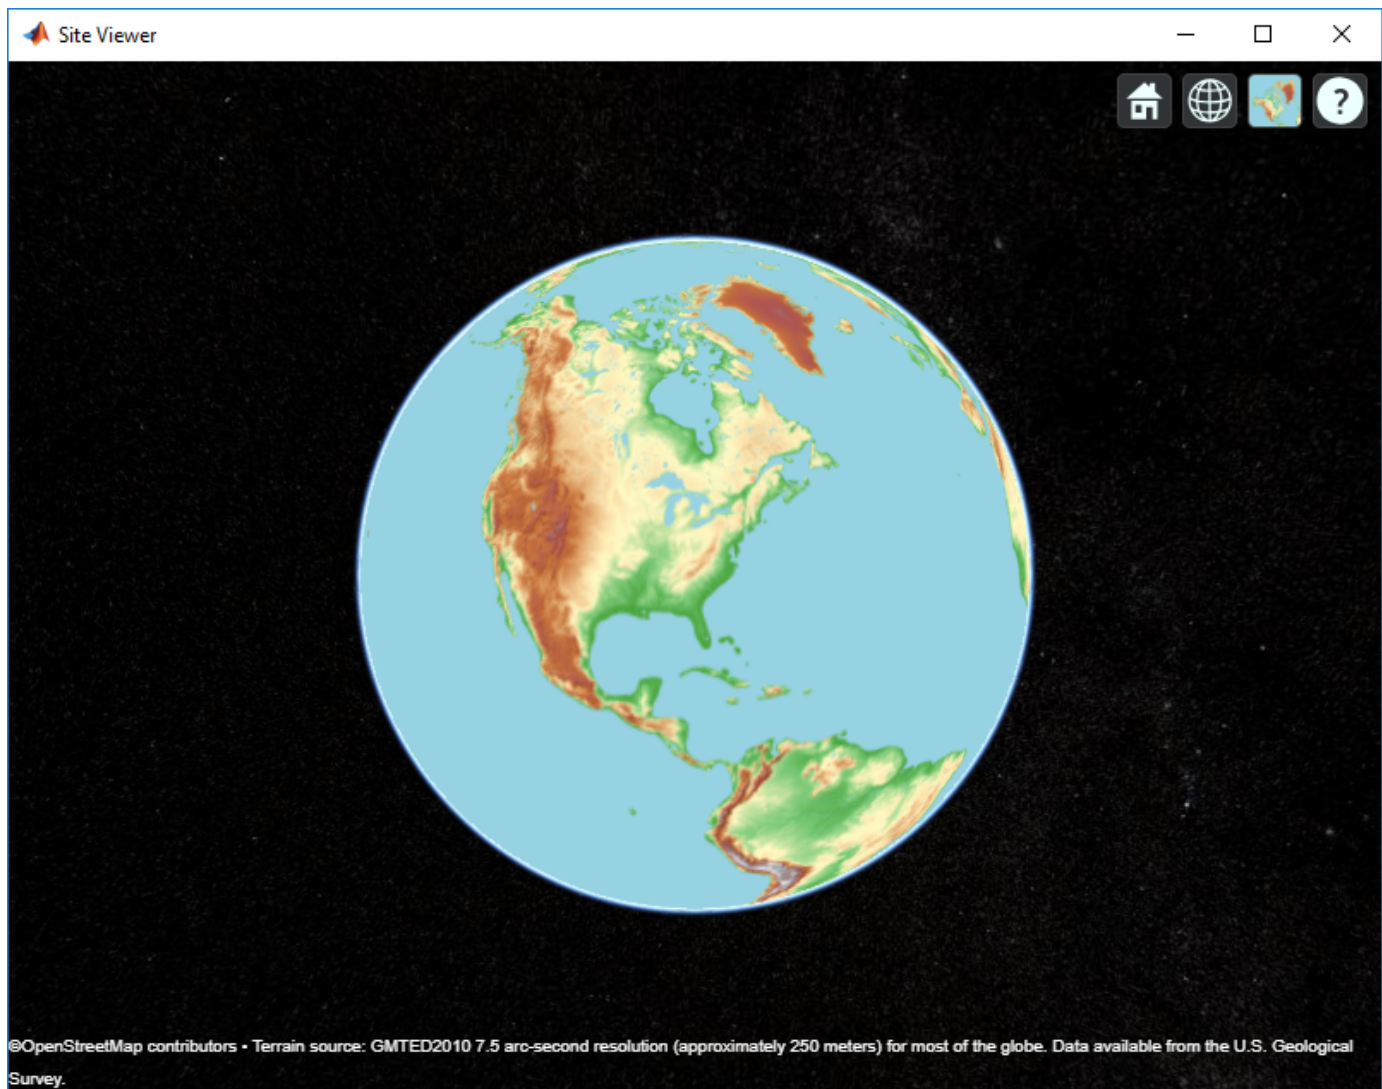 Site Viewer
?
©OpenStreetMap contributors • Terrain source: GMTED2010 7.5 arc-second resolution (approximately 250 meters) for most of the globe. Data available from the U.S. Geological
Survey.